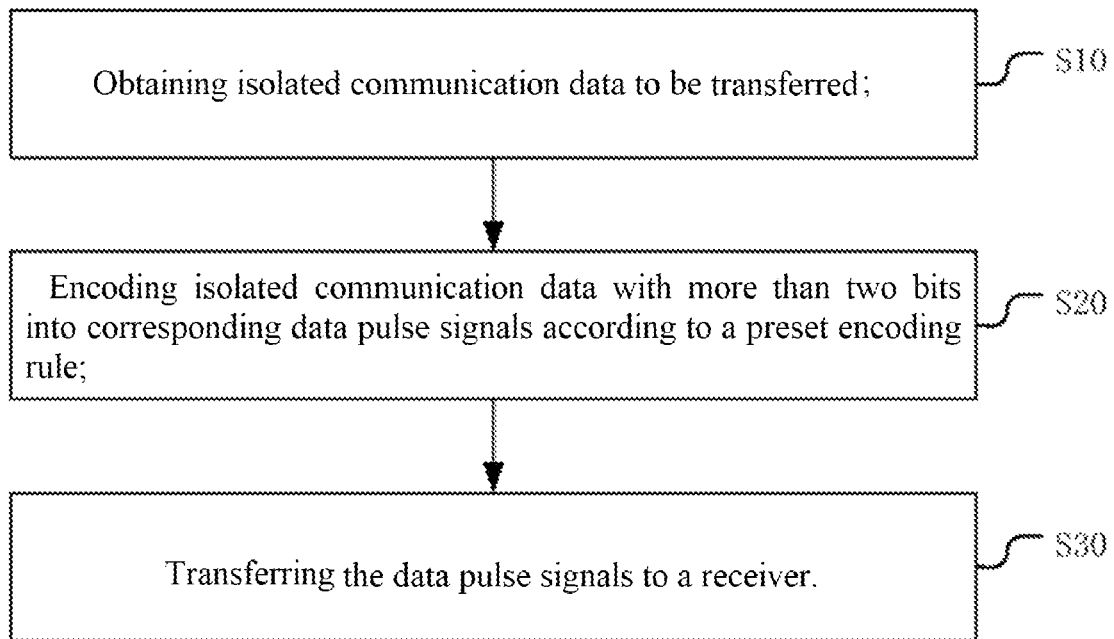 Obtaining isolated communication data to be transferred;
S10
Encoding isolated communication data with more than two bits
into corresponding data pulse signals according to a preset encoding
rule;
S20
Transferring the data pulse signals to a receiver.
S30